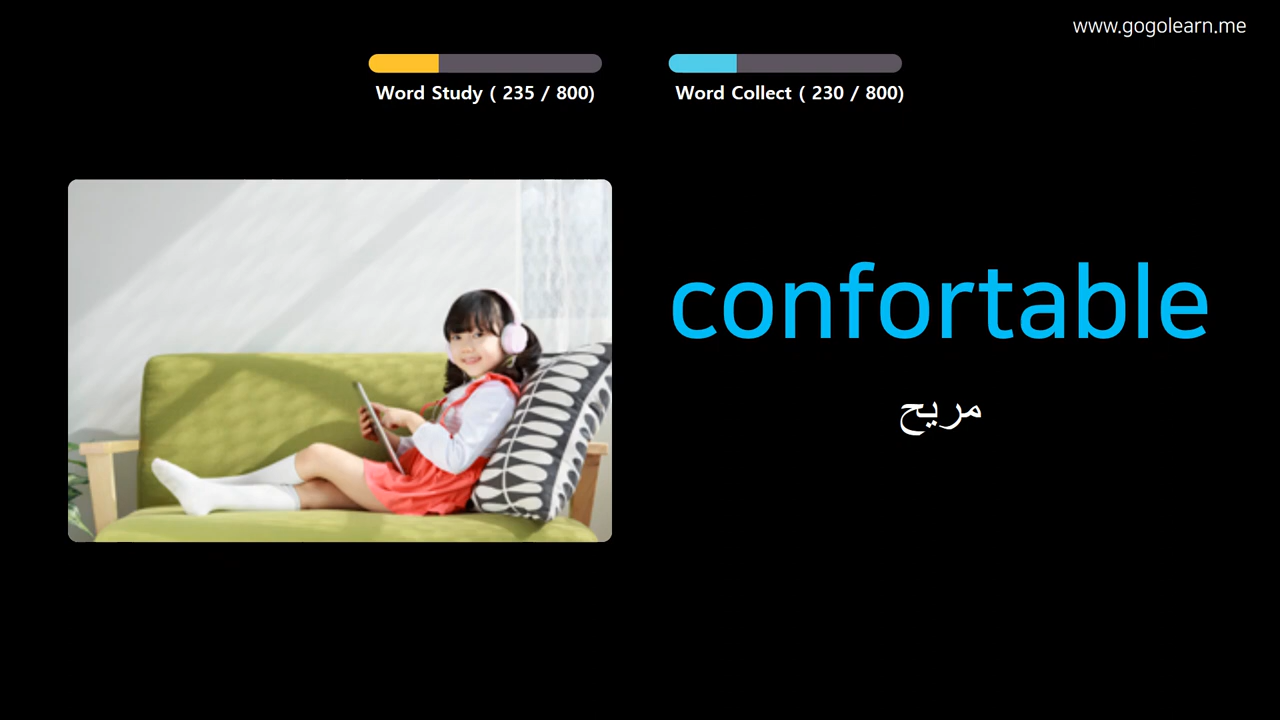 www.gogolearn.me
Word Study ( 235 / 800)
Word Collect ( 230 / 800)
confortable
مريح